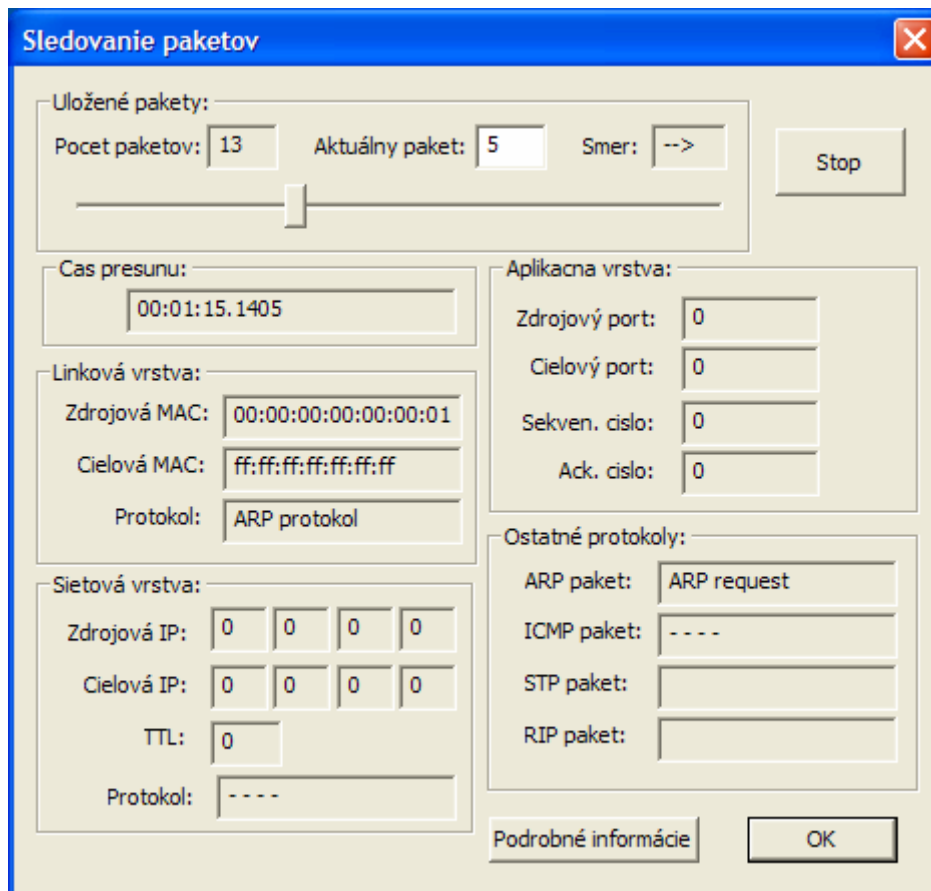 Sledovanie paketov
Uložené pakety:
Pocet paketov: 13 Aktuálny paket: 5 Smer: -->
Stop
Cas presunu:
00:01:15.1405
Linková vrstva:
Zdrojová MAC: 00:00:00:00:00:00:01
Cielová MAC: ff:ff:ff:ff:ff:ff:ff
Protokol: ARP protokol
Sietová vrstva:
Zdrojová IP: 0 0 0 0
Cielová IP: 0 0 0 0
TTL: 0
Protokol: - - - -
Aplikacna vrstva:
Zdrojový port: 0
Cielový port: 0
Sekven. cislo: 0
Ack. cislo: 0
Ostatné protokoly:
ARP paket: ARP request
ICMP paket: - - - -
STP paket:
RIP paket:
Podrobné informácie
OK